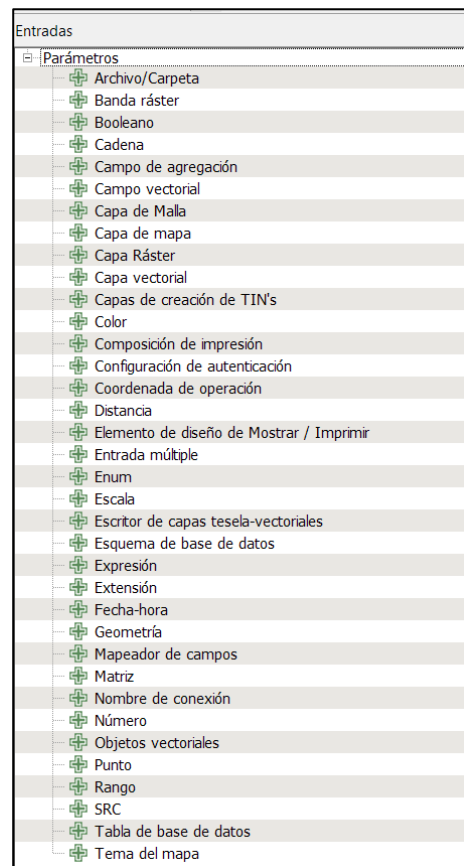 Entradas
Parámetros
Archivo/Carpeta
Banda ráster
Booleano
Cadena
Campo de agregación
Campo vectorial
Capa de Malla
Capa de mapa
Capa Ráster
Capa vectorial
Capas de creación de TIN's
Color
Composición de impresión
Configuración de autenticación
Coordenada de operación
Distancia
Elemento de diseño de Mostrar / Imprimir
Entrada múltiple
Enum
Escala
Escritor de capas tesela-vectoriales
Esquema de base de datos
Expresión
Extensión
Fecha-hora
Geometría
Mapeador de campos
Matriz
Nombre de conexión
Número
Objetos vectoriales
Punto
Rango
SRC
Tabla de base de datos
Tema del mapa